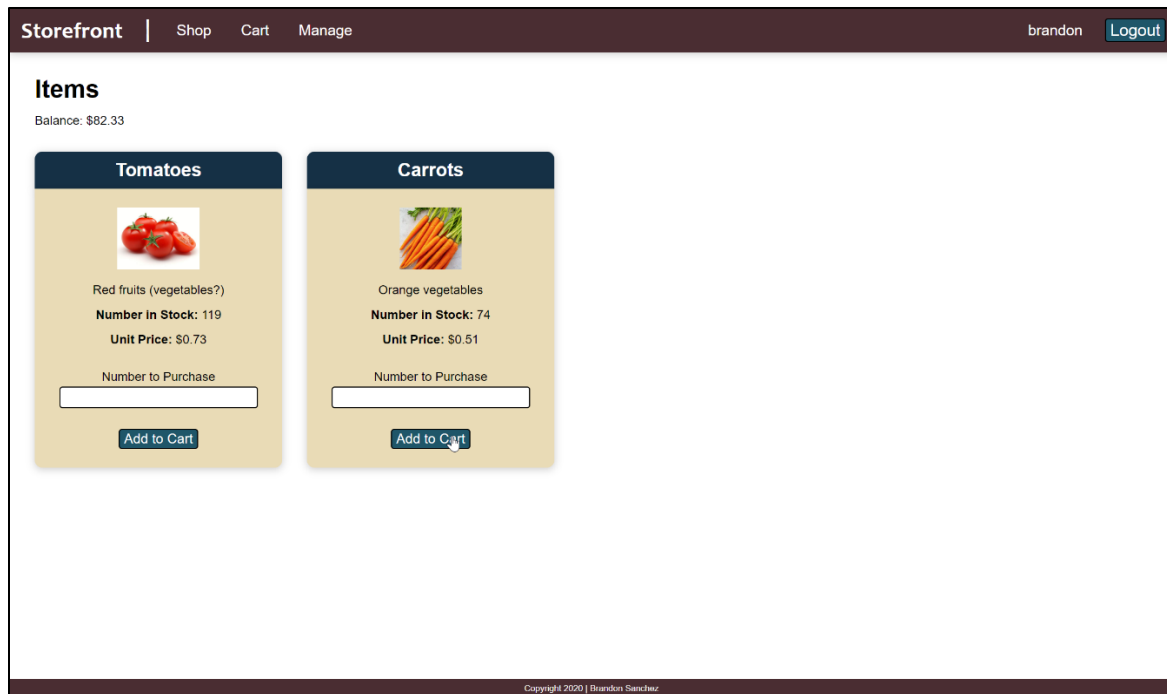 Storefront | Shop Cart Manage brandon Logout
Items
Balance: $82.33
Tomatoes
Red fruits (vegetables?)
Number in Stock: 119
Unit Price: $0.73
Number to Purchase
Add to Cart
Carrots
Orange vegetables
Number in Stock: 74
Unit Price: $0.51
Number to Purchase
Add to Cart
Copyright 2020 | Brandon Sanchez